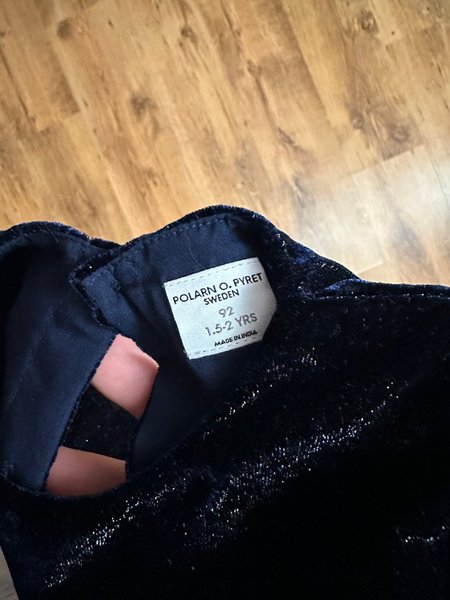 POLARN O. PYRET
SWEDEN
92
1.5-2 YRS
MADE IN INDIA